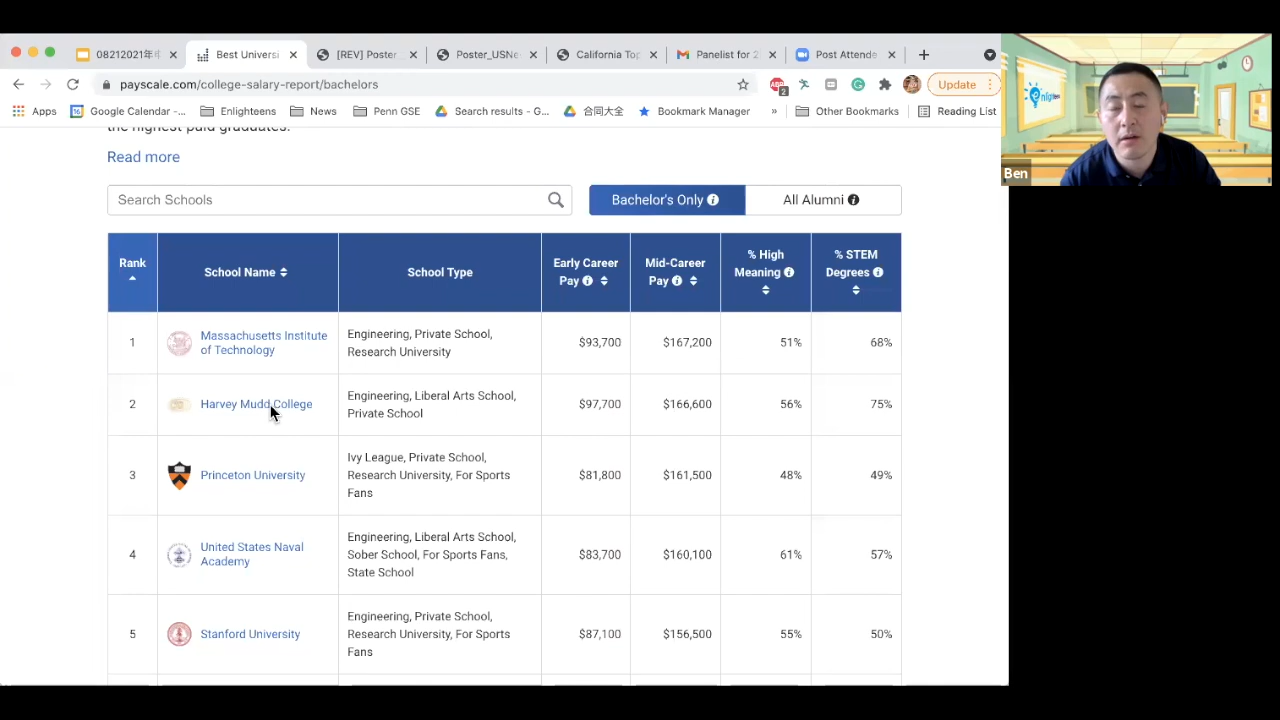 08212021年中
Best Universi
[REV] Poster
Poster_USNe
California Top
Panelist for 2
Post Attende
payscale.com/college-salary-report/bachelors
ABP
2
Update
Apps
16
Google Calendar -...
Enlighteens
News
Penn GSE
Search results - G...
合同大全
Bookmark Manager
»
Other Bookmarks
Reading List
Ben
the highest paid graduates.
Read more
Search Schools
Bachelor's Only
All Alumni
Rank
School Name
School Type
Early Career
Pay
Mid-Career
Pay
% High
Meaning
% STEM
Degrees
1
Massachusetts Institute
of Technology
Engineering, Private School,
Research University
$93,700
$167,200
51%
68%
2
Harvey Mudd College
Engineering, Liberal Arts School,
Private School
$97,700
$166,600
56%
75%
3
Princeton University
Ivy League, Private School,
Research University, For Sports
Fans
$81,800
$161,500
48%
49%
4
United States Naval
Academy
Engineering, Liberal Arts School,
Sober School, For Sports Fans,
State School
$83,700
$160,100
61%
57%
5
Stanford University
Engineering, Private School,
Research University, For Sports
Fans
$87,100
$156,500
55%
50%